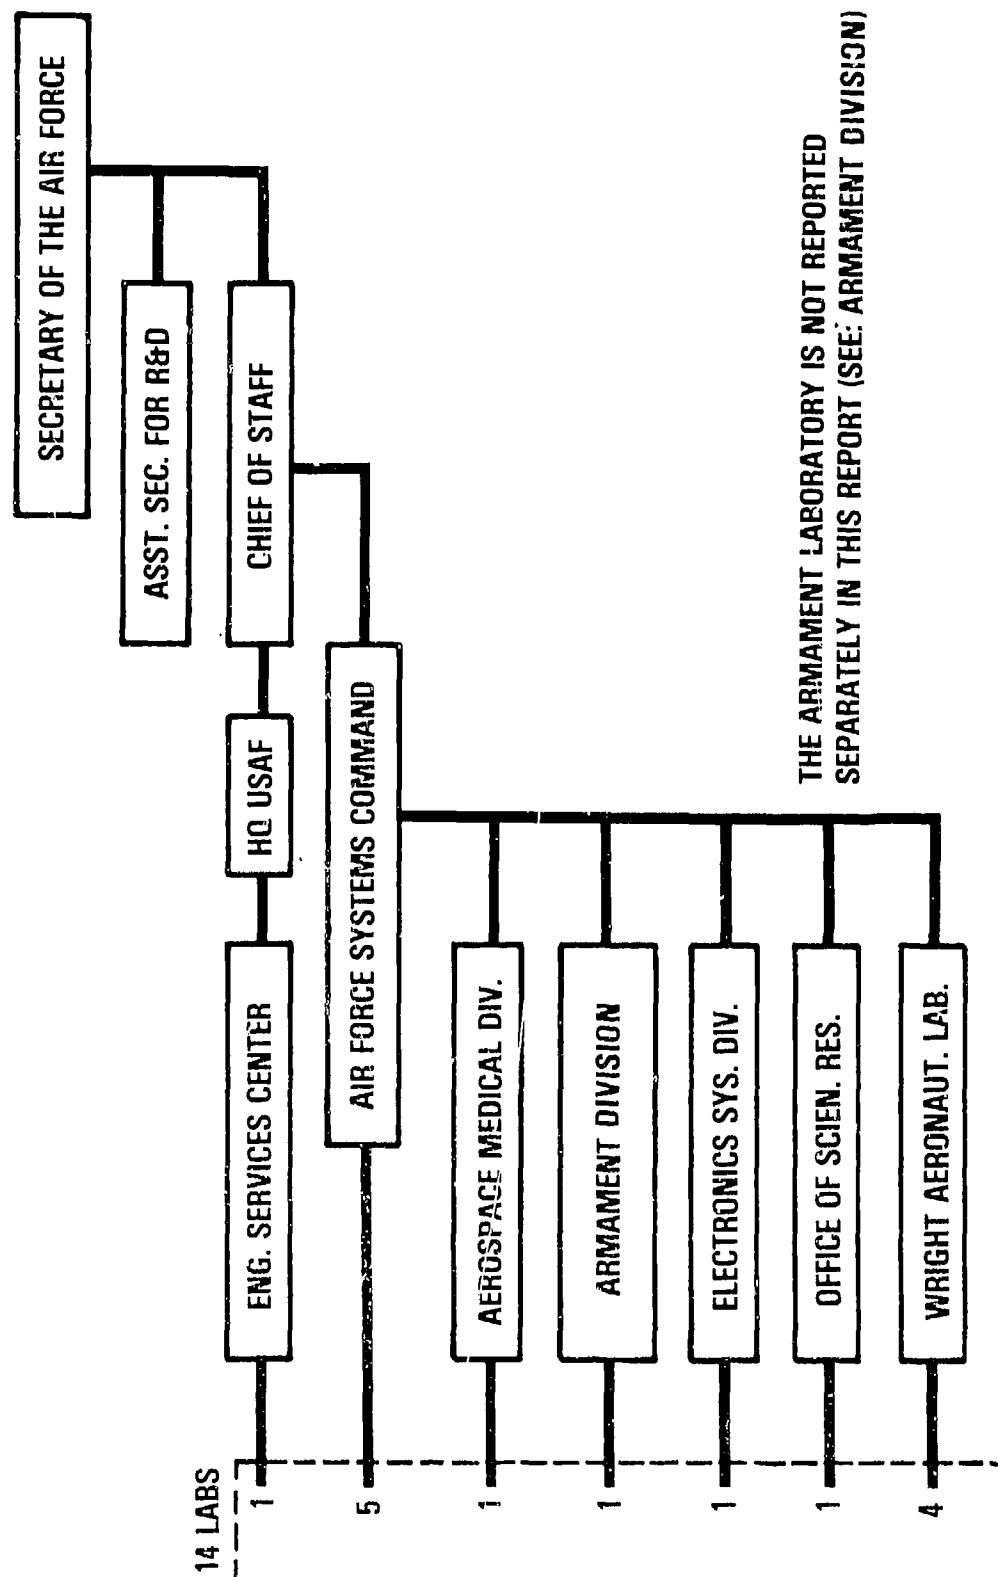 SECRETARY OF THE AIR FORCE
ASST. SEC. FOR R&D
CHIEF OF STAFF
HQ USAF
ENG. SERVICES CENTER
14 LABS
1
AIR FORCE SYSTEMS COMMAND
5
AEROSPACE MEDICAL DIV.
1
ARMAMENT DIVISION
1
ELECTRONICS SYS. DIV.
1
OFFICE OF SCIEN. RES.
1
WRIGHT AERONAUT. LAB.
4
THE ARMAMENT LABORATORY IS NOT REPORTED
SEPARATELY IN THIS REPORT (SEE: ARMAMENT DIVISION)